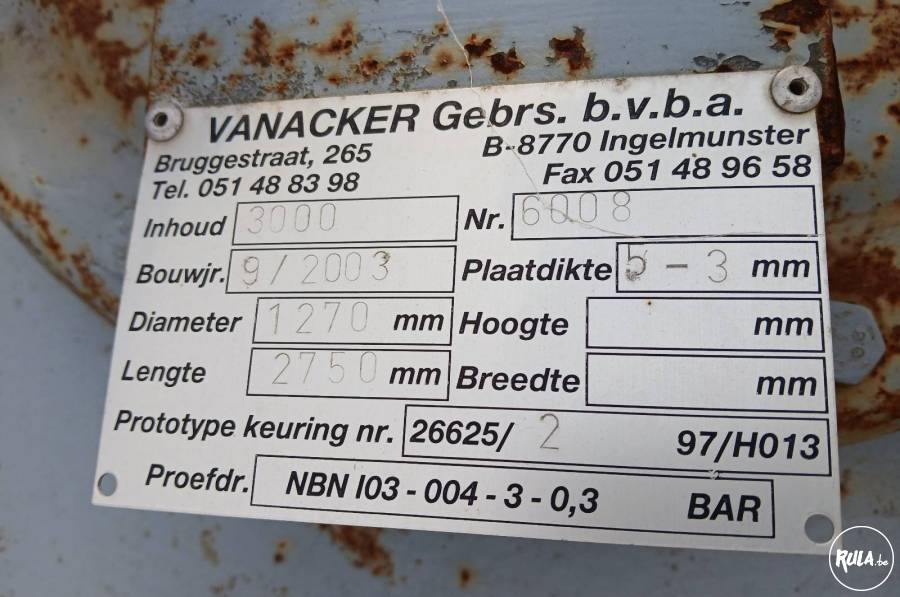 VANACKER Gebrs. b.v.b.a.
Bruggestraat, 265 B-8770 Ingelmunster
Tel. 051 48 83 98 Fax 051 48 96 58
Inhoud 3000 Nr. 6008
Bouwjr. 9/2003 Plaatdikte 5-3 mm
Diameter 1270 mm Hoogte mm
Lengte 2750 mm Breedte mm
Prototype keuring nr. 26625/ 2 97/H013
Proefdr. NBN I03 - 004 - 3 - 0,3 BAR
RULA.be